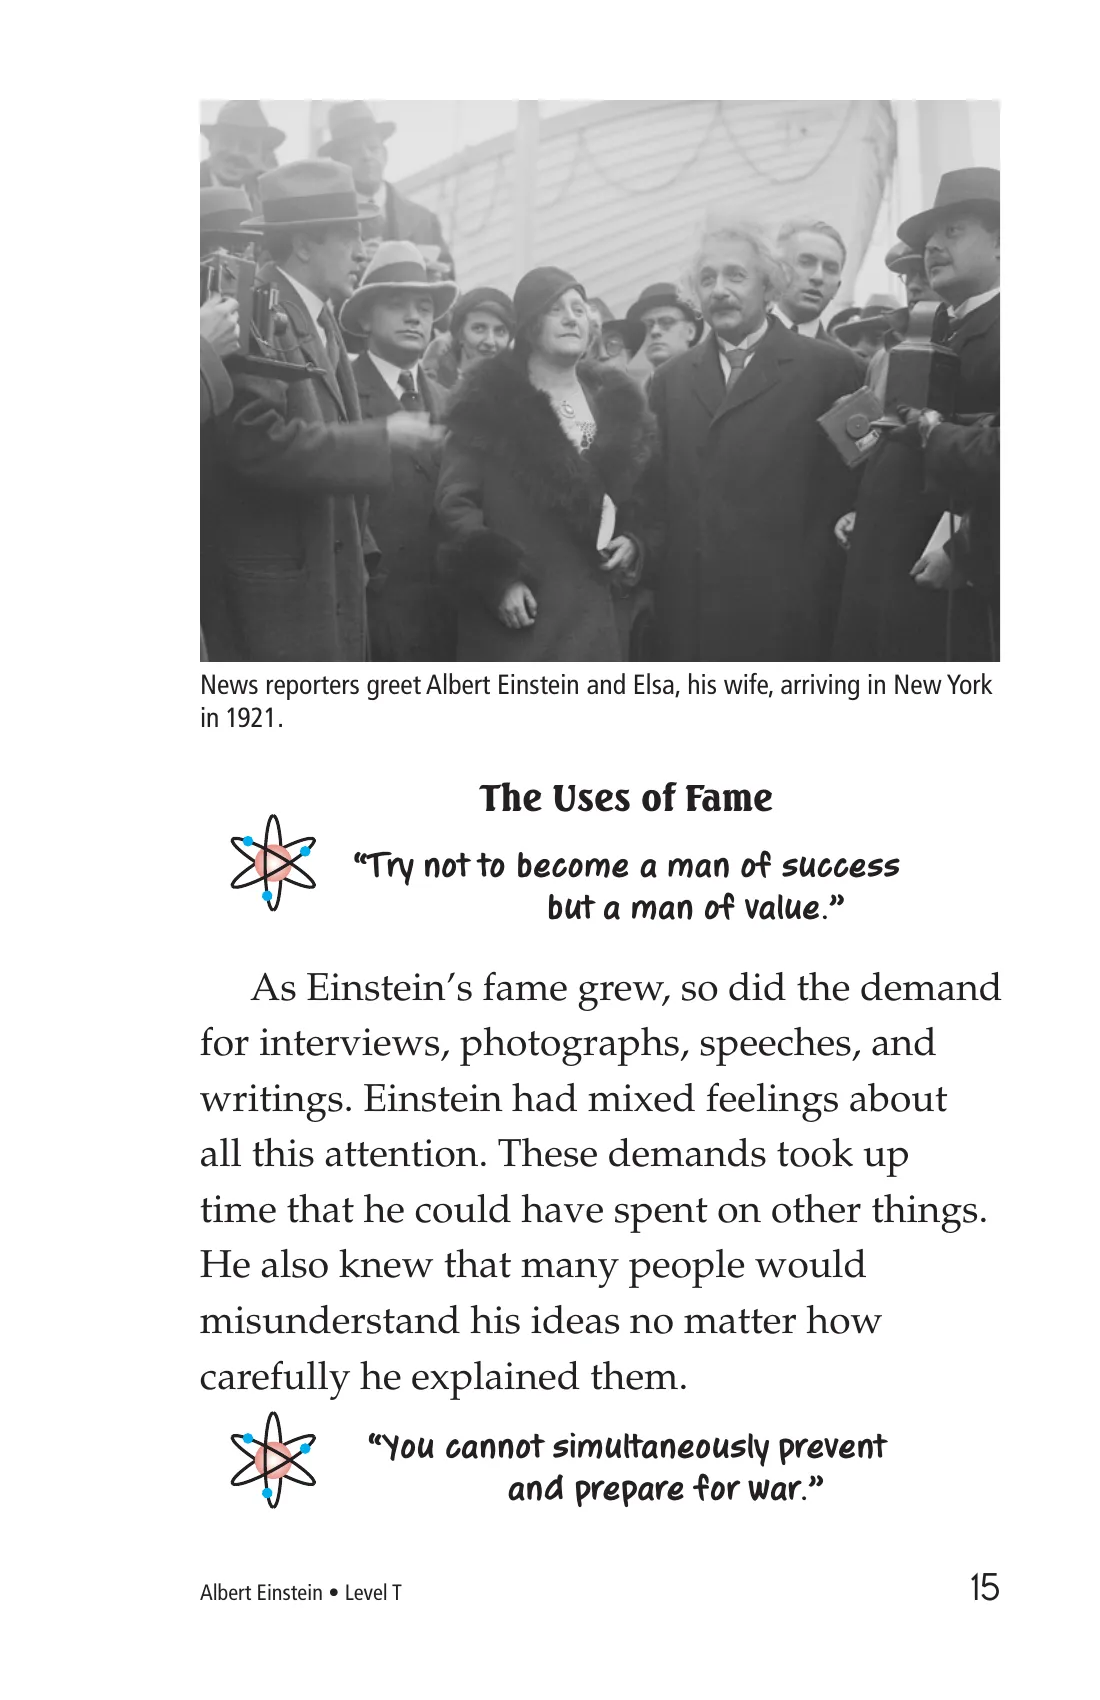 News reporters greet Albert Einstein and Elsa, his wife, arriving in New York
in 1921.
The Uses of Fame
“Try not to become a man of success
but a man of value.”
As Einstein’s fame grew, so did the demand
for interviews, photographs, speeches, and
writings. Einstein had mixed feelings about
all this attention. These demands took up
time that he could have spent on other things.
He also knew that many people would
misunderstand his ideas no matter how
carefully he explained them.
“You cannot simultaneously prevent
and prepare for war.”
Albert Einstein • Level T
15